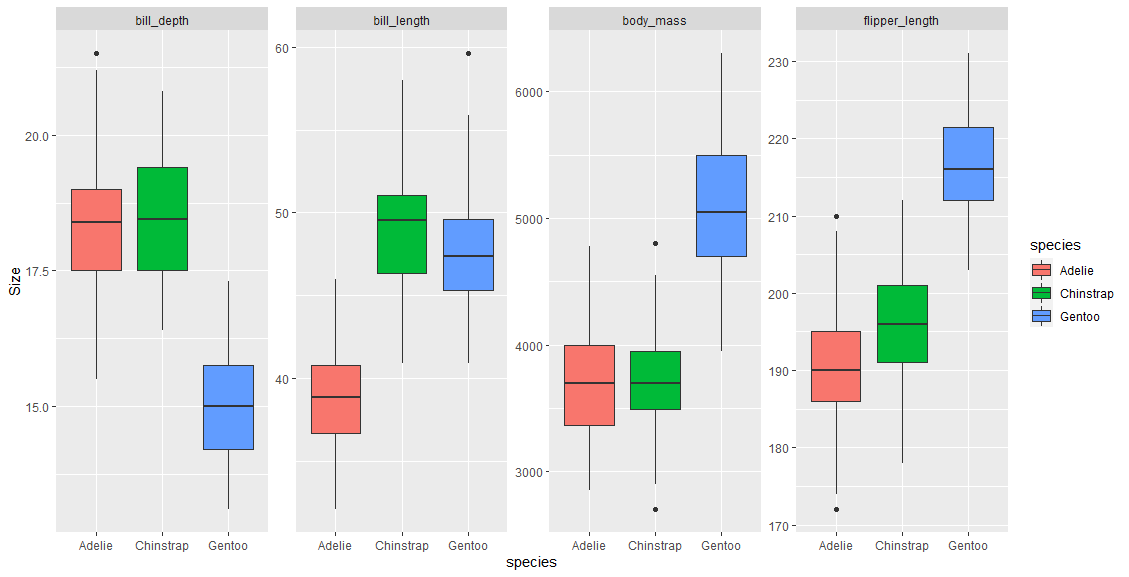 bill_depth
bill_length
body_mass
flipper_length
Size
20.0
17.5
15.0
60
50
40
6000
5000
4000
3000
230
220
210
200
190
180
170
Adelie Chinstrap Gentoo
Adelie Chinstrap Gentoo
Adelie Chinstrap Gentoo
Adelie Chinstrap Gentoo
species
species
Adelie
Chinstrap
Gentoo